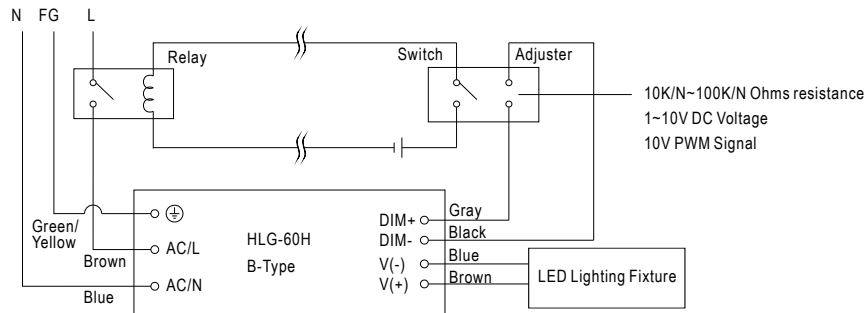 N FG L
Relay
Switch
Adjuster
10K/N~100K/N Ohms resistance
1~10V DC Voltage
10V PWM Signal
Green/
Yellow
Brown
Blue
AC/L
AC/N
HLG-60H
B-Type
DIM+
DIM-
V(-)
V(+)
Gray
Black
Blue
Brown
LED Lighting Fixture